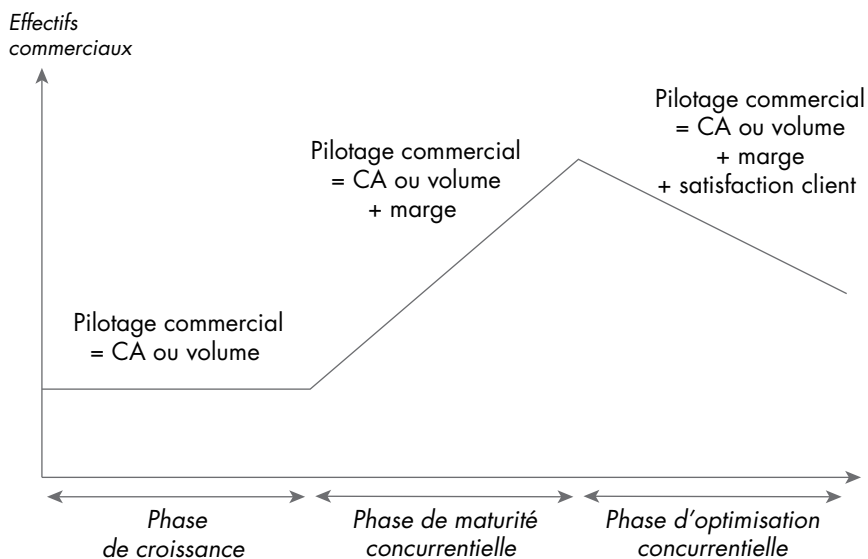 Effectifs
commerciaux
Pilotage commercial
= CA ou volume
Pilotage commercial
= CA ou volume
+ marge
Pilotage commercial
= CA ou volume
+ marge
+ satisfaction client
Phase
de croissance
Phase de maturité
concurrentielle
Phase d’optimisation
concurrentielle